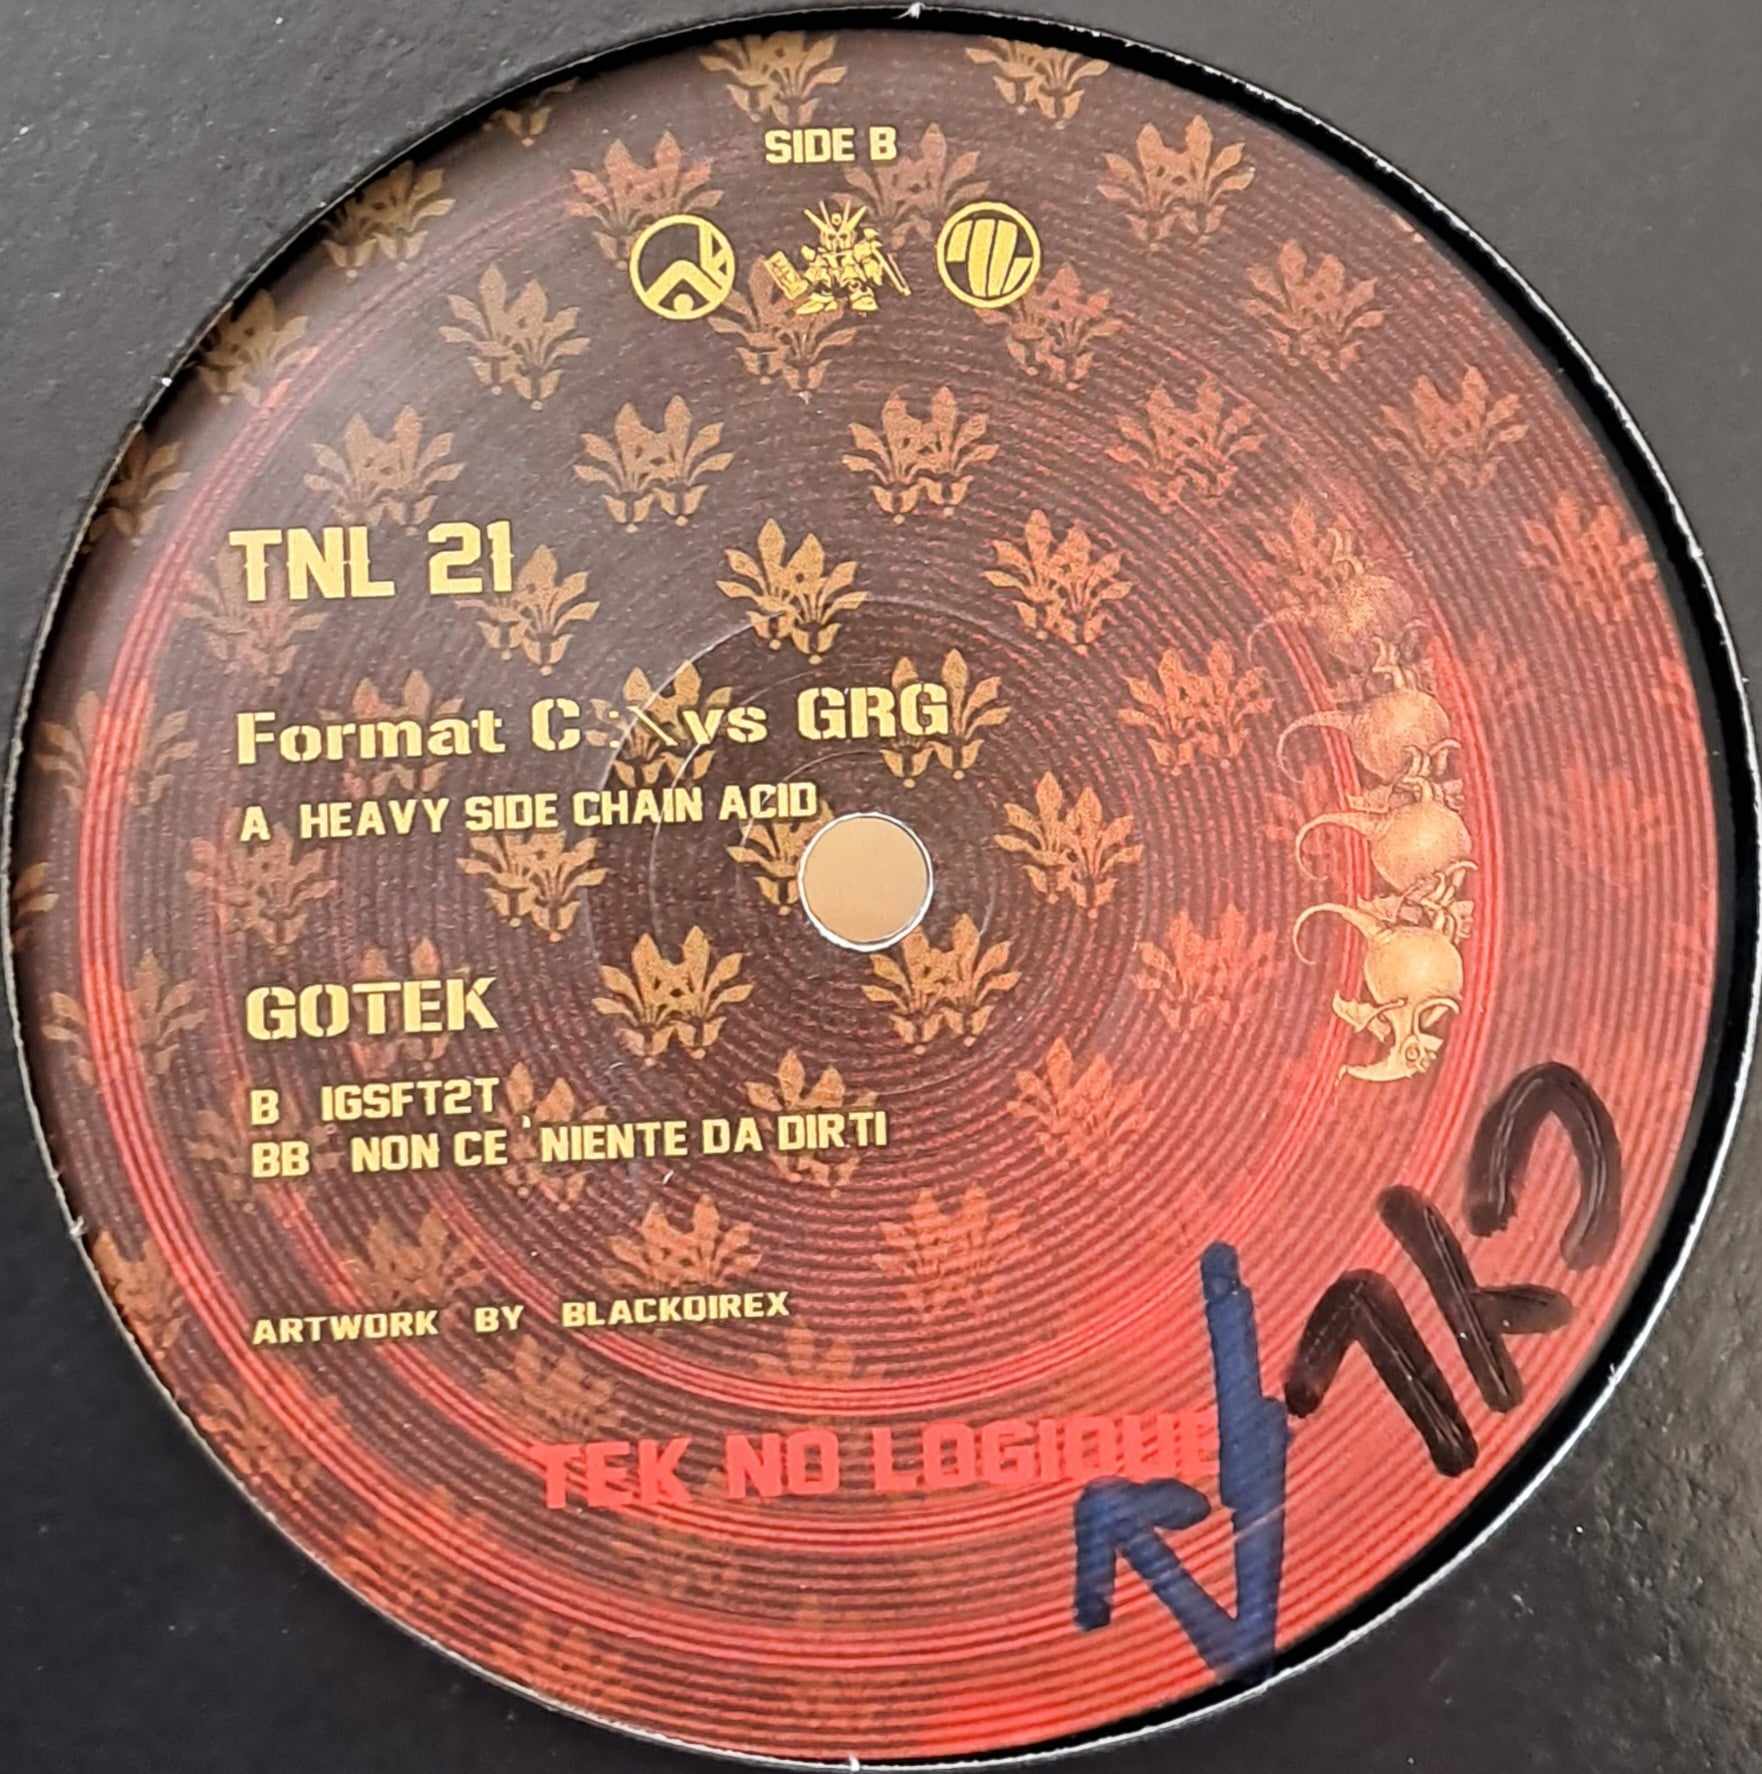 SIDE B
TNL 21
Format C :\ vs GRG
A HEAVY SIDE CHAIN ACID
GOTEK
B IGSFT2T
BB NON CE 'NIENTE DA DIRTI
ARTWORK BY BLACKOIREX
TEK NO LOGIQUE